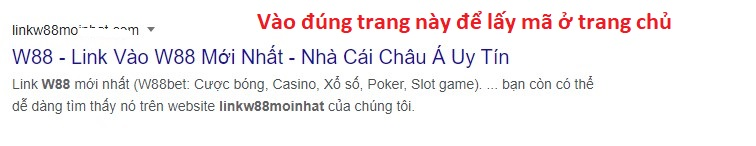 Vào đúng trang này để lấy mã ở trang chủ
linkw88moinhat.com
W88 - Link Vào W88 Mới Nhất - Nhà Cái Châu Á Uy Tín
Link W88 mới nhất (W88bet: Cược bóng, Casino, Xổ số, Poker, Slot game). ... bạn còn có thể
dễ dàng tìm thấy nó trên website linkw88moinhat của chúng tôi.